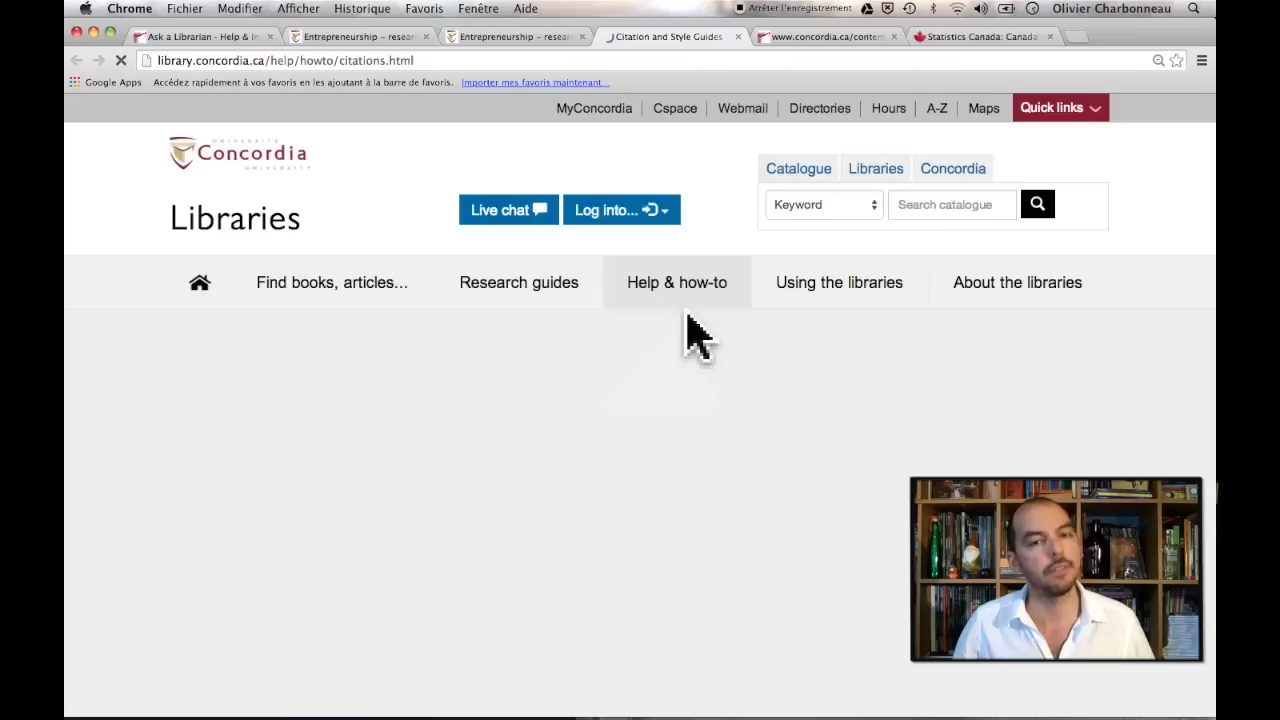 Chrome Fichier Modifier Afficher Historique Favoris Fenêtre Aide Arrêter l'enregistrement Olivier Charbonneau
Ask a Librarian - Help & In Entrepreneurship – resear Entrepreneurship – resear Citation and Style Guides www.concordia.ca/conten Statistics Canada: Canada
library.concordia.ca/help/howto/citations.html
Google Apps Accédez rapidement à vos favoris en les ajoutant à la barre de favoris. Importer mes favoris maintenant...
MyConcordia Cspace Webmail Directories Hours A-Z Maps Quick links
UNIVERSITÉ
Concordia
UNIVERSITY
Catalogue Libraries Concordia
Libraries Live chat Log into... Keyword Search catalogue
Find books, articles... Research guides Help & how-to Using the libraries About the libraries